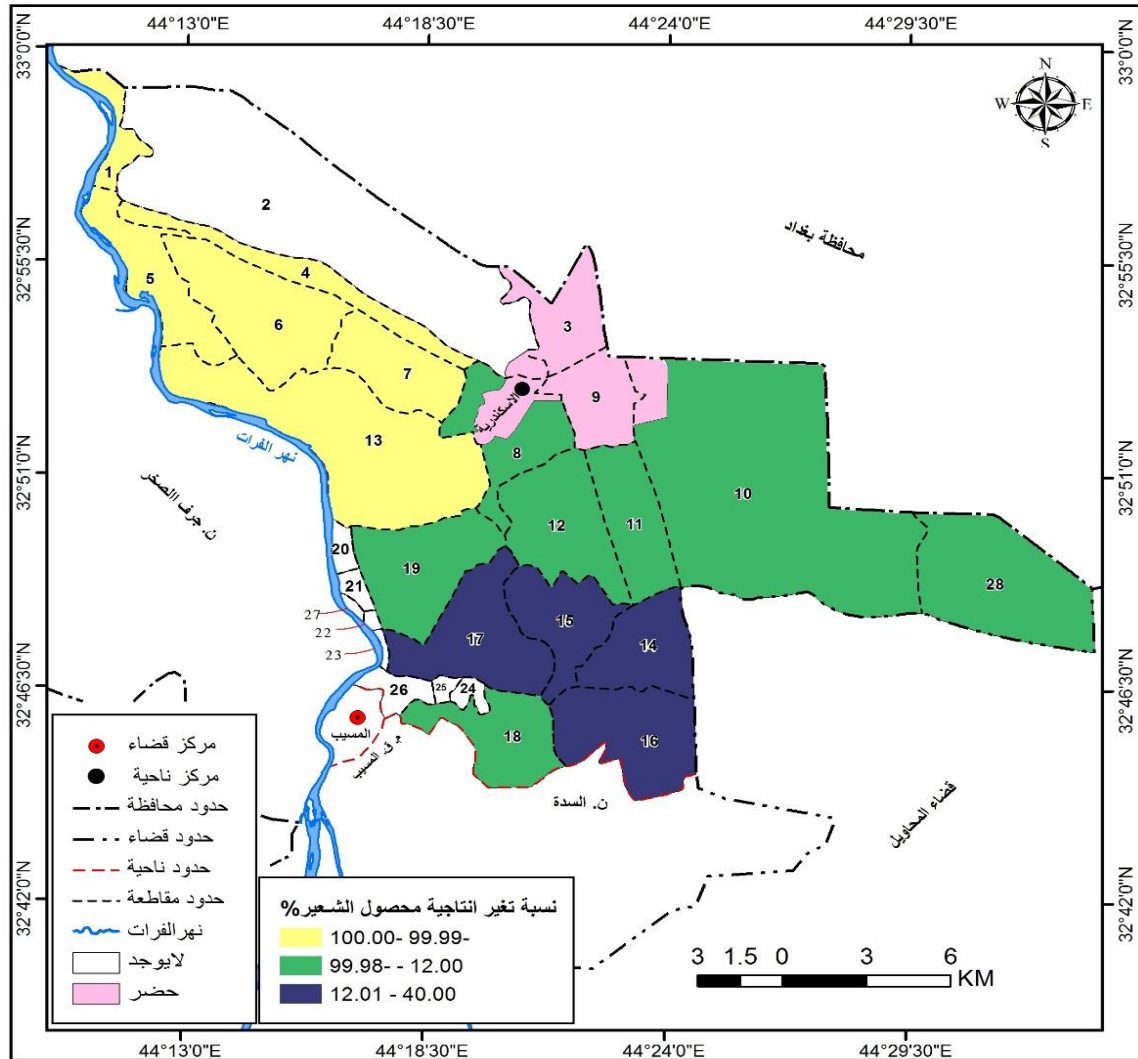 44°13'0"E 44°18'30"E 44°24'0"E 44°29'30"E
33°0'0"N
33°0'0"N
N
W E
S
1
2
محافظة بغداد
32°55'30"N
32°55'30"N
4
5
3
6
7
9
الاسكندرية
13
8
نهر الفرات
32°51'0"N
32°51'0"N
ن. جرف الصخر
10
12
11
20
19
21
28
27
22
17
15
14
23
32°46'30"N
32°46'30"N
26
25
24
المسيب
م. ق. المسيب
18
16
ن. السدة
قضاء المحاويل
مركز قضاء
مركز ناحية
حدود محافظة
حدود قضاء
حدود ناحية
حدود مقاطعة
نهرالفرات
لايوجد
حضر
نسبة تغير انتاجية محصول الشعير%
100.00- 99.99-
99.98- - 12.00
12.01 - 40.00
32°42'0"N
32°42'0"N
3 1.5 0 3 6
KM
44°13'0"E 44°18'30"E 44°24'0"E 44°29'30"E